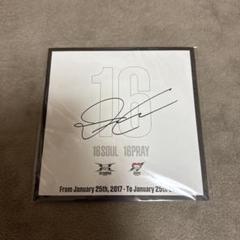 16
16SOUL 16PRAY
From January 25th, 2017 - To January 25th